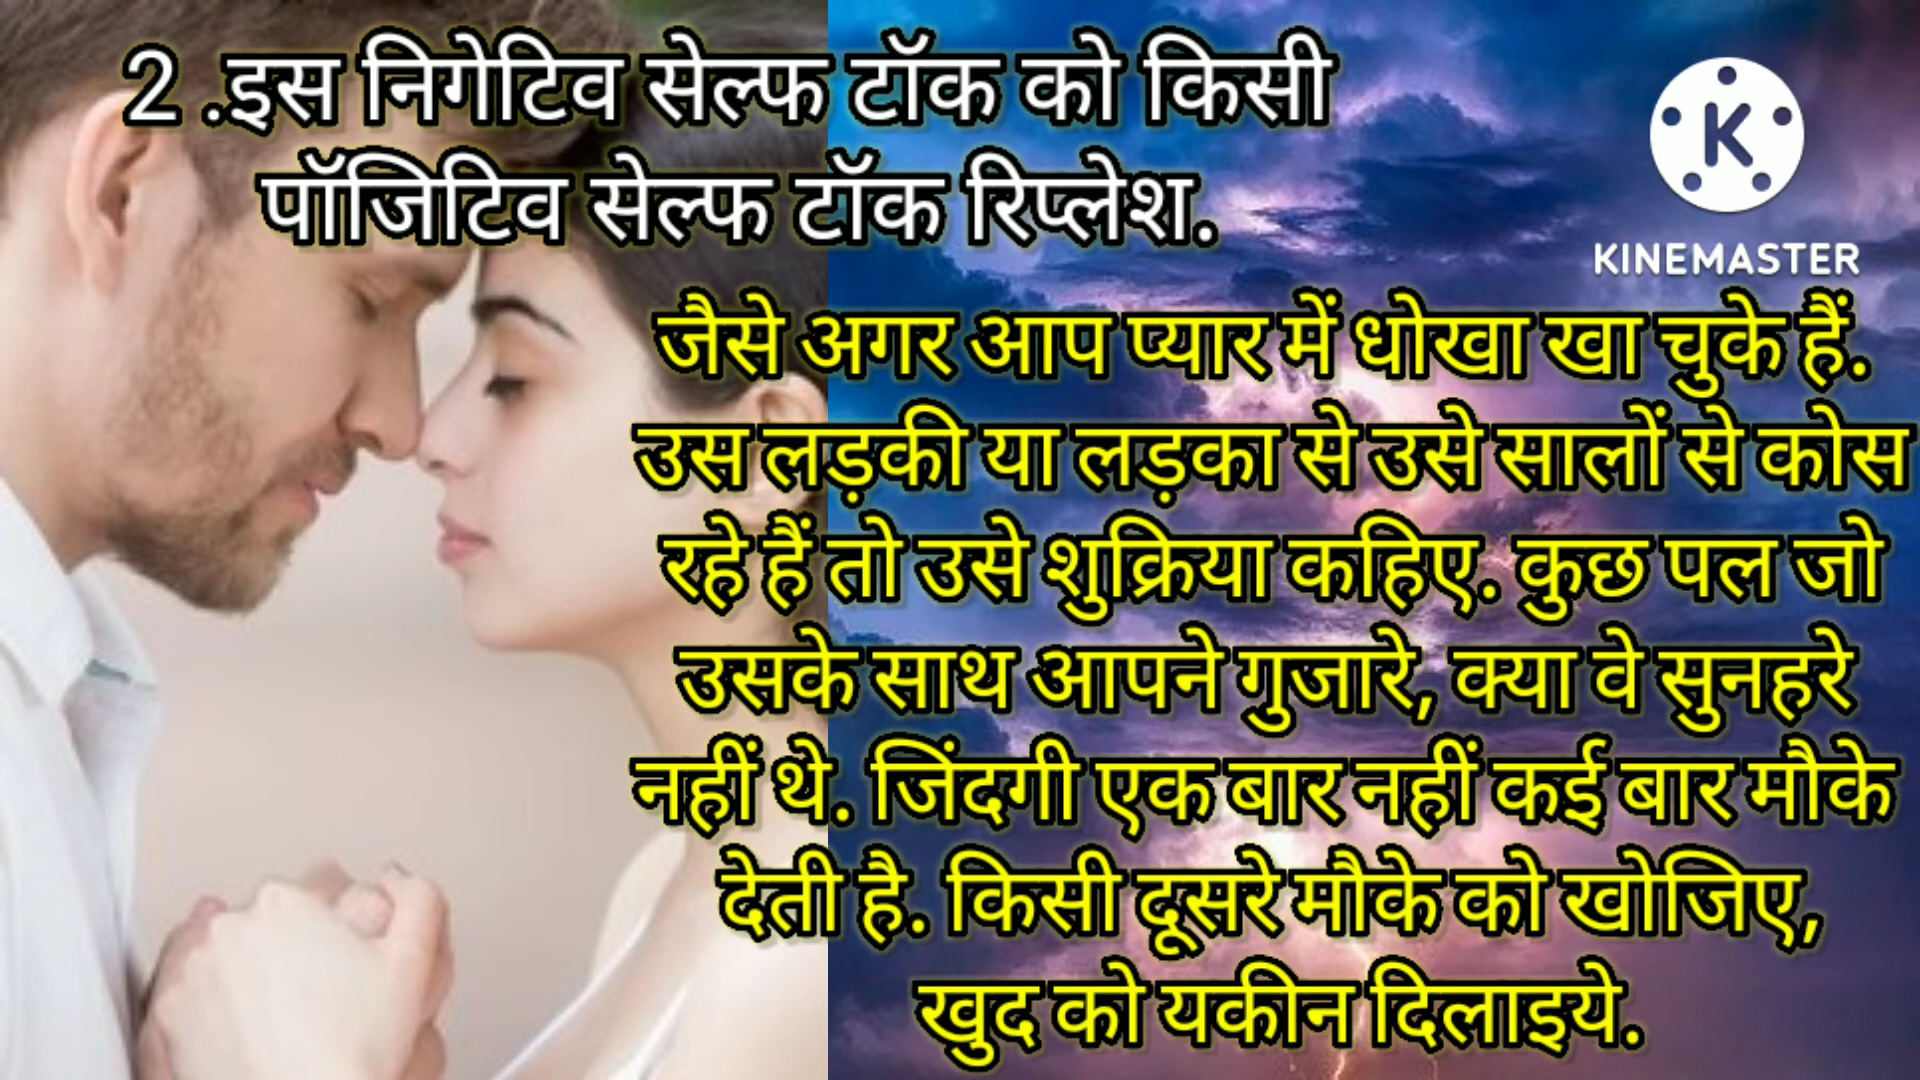 2 .इस निगेटिव सेल्फ टॉक को किसी
पॉजिटिव सेल्फ टॉक रिप्लेश.
KINEMASTER
जैसे अगर आप प्यार में धोखा खा चुके हैं.
उस लड़की या लड़का से उसे सालों से कोस
रहे हैं तो उसे शुक्रिया कहिए. कुछ पल जो
उसके साथ आपने गुजारे, क्या वे सुनहरे
नहीं थे. जिंदगी एक बार नहीं कई बार मौके
देती है. किसी दूसरे मौके को खोजिए,
खुद को यकीन दिलाइये.